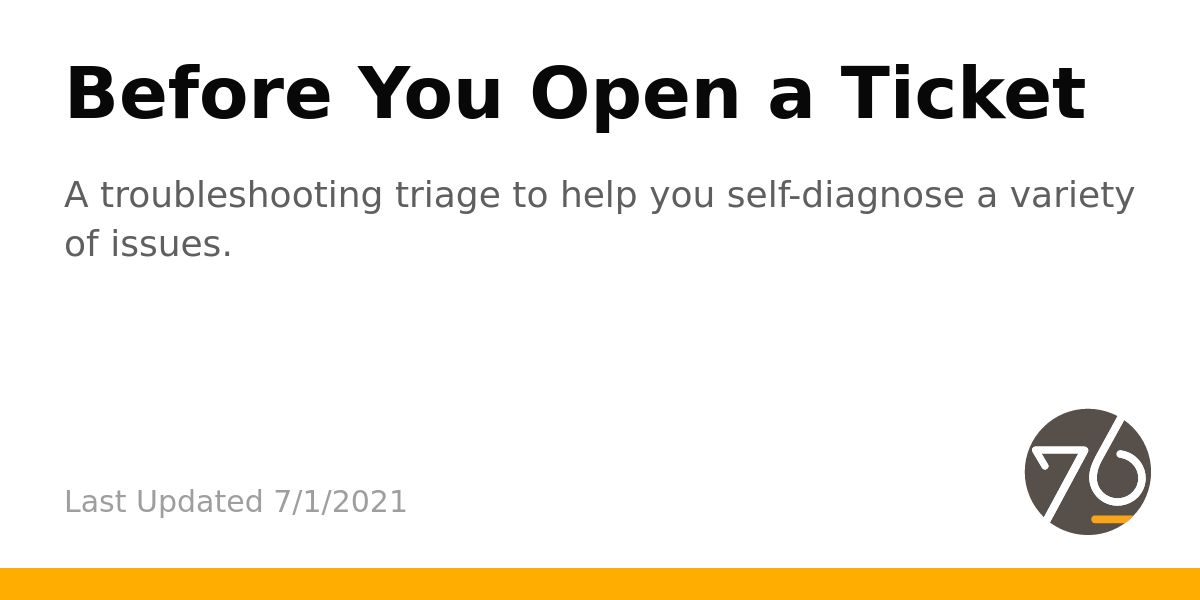 Before You Open a Ticket
A troubleshooting triage to help you self-diagnose a variety
of issues.
Last Updated 7/1/2021
76